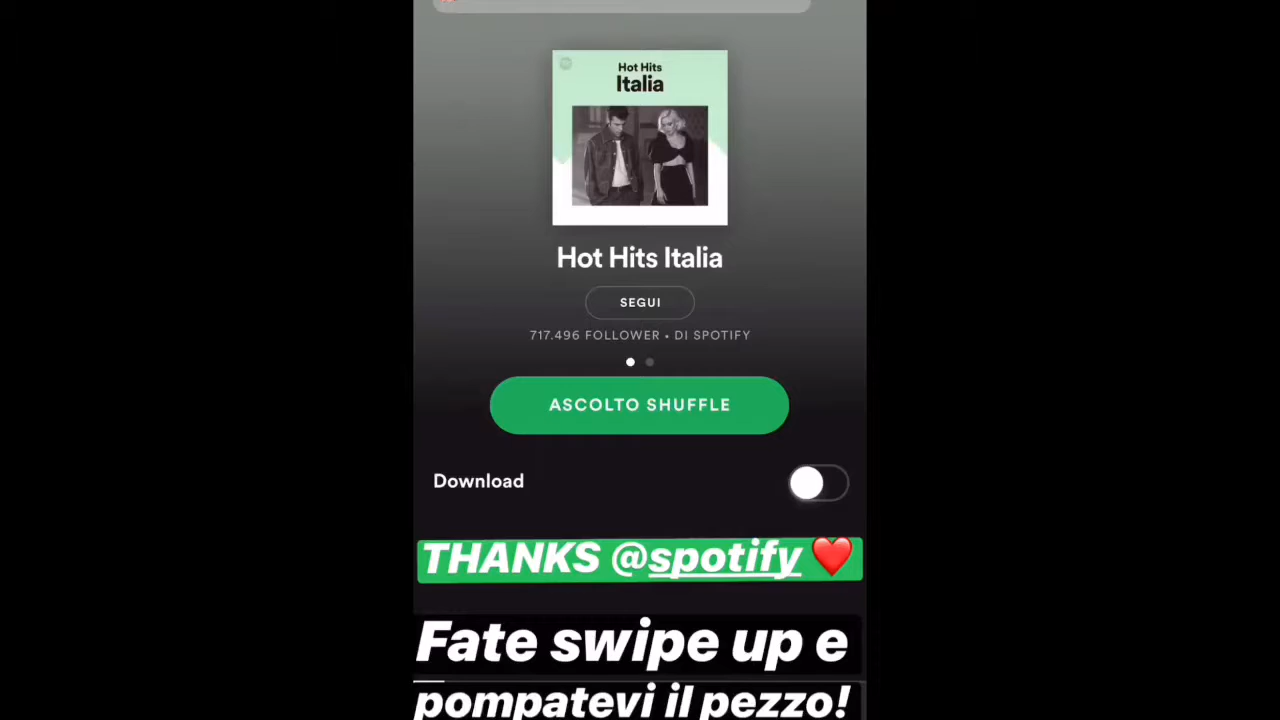 Hot Hits
Italia
Hot Hits Italia
SEGUI
717.496 FOLLOWER • DI SPOTIFY
ASCOLTO SHUFFLE
Download
THANKS @spotify ❤️
Fate swipe up e
pompatevi il pezzo!